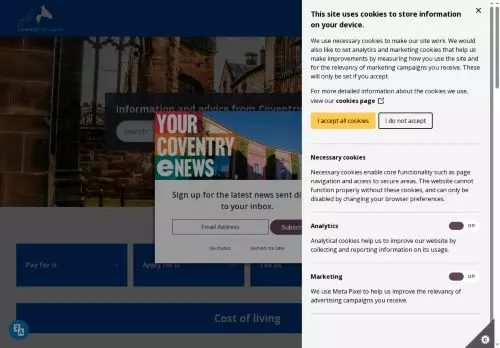 Coventry City Council
Information and advice from Coventry
Search
Pay for it
Apply for it
Tell us
Cost of living
YOUR
COVENTRY
eNEWS
Sign up for the latest news sent di
to your inbox.
Email Address
Subsc
No thanks
Remind me later
This site uses cookies to store information
on your device.
We use necessary cookies to make our site work. We would
also like to set analytics and marketing cookies that help us
make improvements by measuring how you use the site and
for the relevancy of marketing campaigns you receive. These
will only be set if you accept.
For more detailed information about the cookies we use,
view our cookies page
I accept all cookies
I do not accept
Necessary cookies
Necessary cookies enable core functionality such as page
navigation and access to secure areas. The website cannot
function properly without these cookies, and can only be
disabled by changing your browser preferences.
Analytics
Off
Analytical cookies help us to improve our website by
collecting and reporting information on its usage.
Marketing
Off
We use Meta Pixel to help us improve the relevancy of
advertising campaigns you receive.